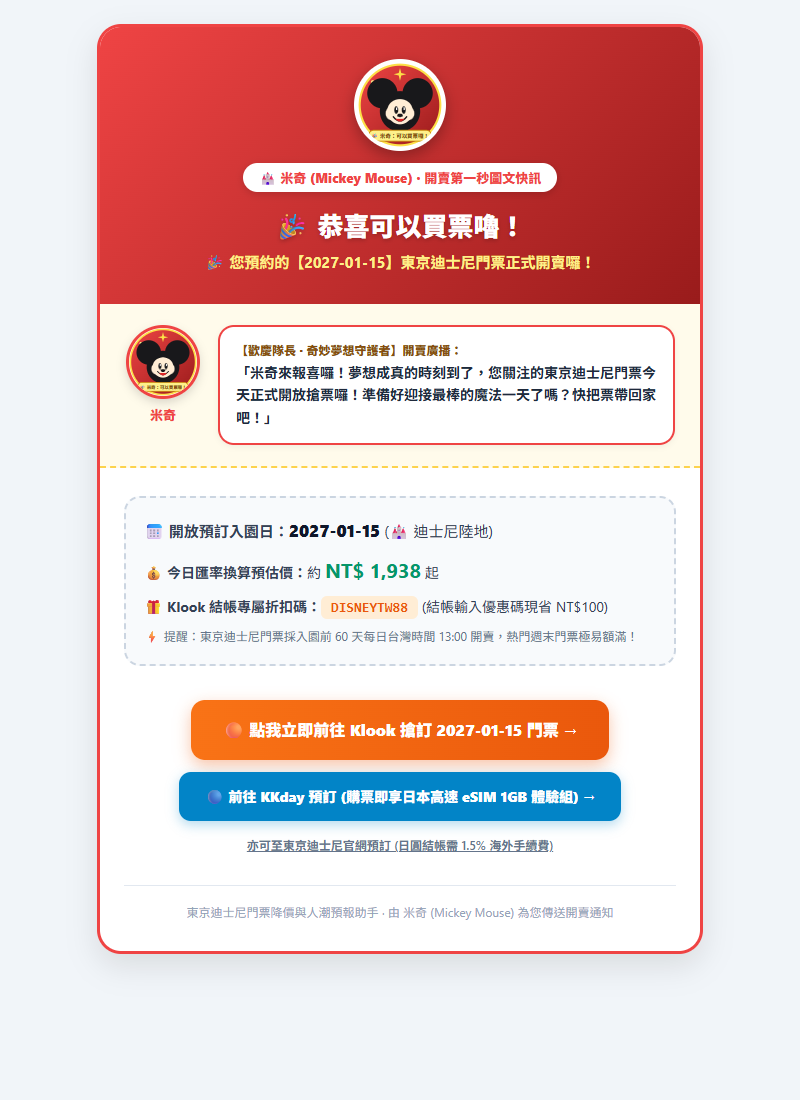 米奇：可以買票囉！
🏰 米奇 (Mickey Mouse)・開賣第一秒圖文快訊
🎉 恭喜可以買票嚕！
🎉 您預約的【2027-01-15】東京迪士尼門票正式開賣囉！
米奇：可以買票囉！
米奇
【歡慶隊長 · 奇妙夢想守護者】開賣廣播：
「米奇來報喜囉！夢想成真的時刻到了，您關注的東京迪士尼門票今
天正式開放搶票囉！準備好迎接最棒的魔法一天了嗎？快把票帶回家
吧！」
🗓️ 開放預訂入園日：2027-01-15 (🏰 迪士尼陸地)
💰 今日匯率換算預估價：約 NT$ 1,938 起
🎁 Klook 結帳專屬折扣碼： DISNEYTW88 (結帳輸入優惠碼現省 NT$100)
⚡ 提醒：東京迪士尼門票採入園前 60 天每日台灣時間 13:00 開賣，熱門週末門票極易額滿！
🟠 點我立即前往 Klook 搶訂 2027-01-15 門票 →
🔵 前往 KKday 預訂 (購票即享日本高速 eSIM 1GB 體驗組) →
亦可至東京迪士尼官網預訂 (日圓結帳需 1.5% 海外手續費)
東京迪士尼門票降價與人潮預報助手 · 由 米奇 (Mickey Mouse) 為您傳送開賣通知